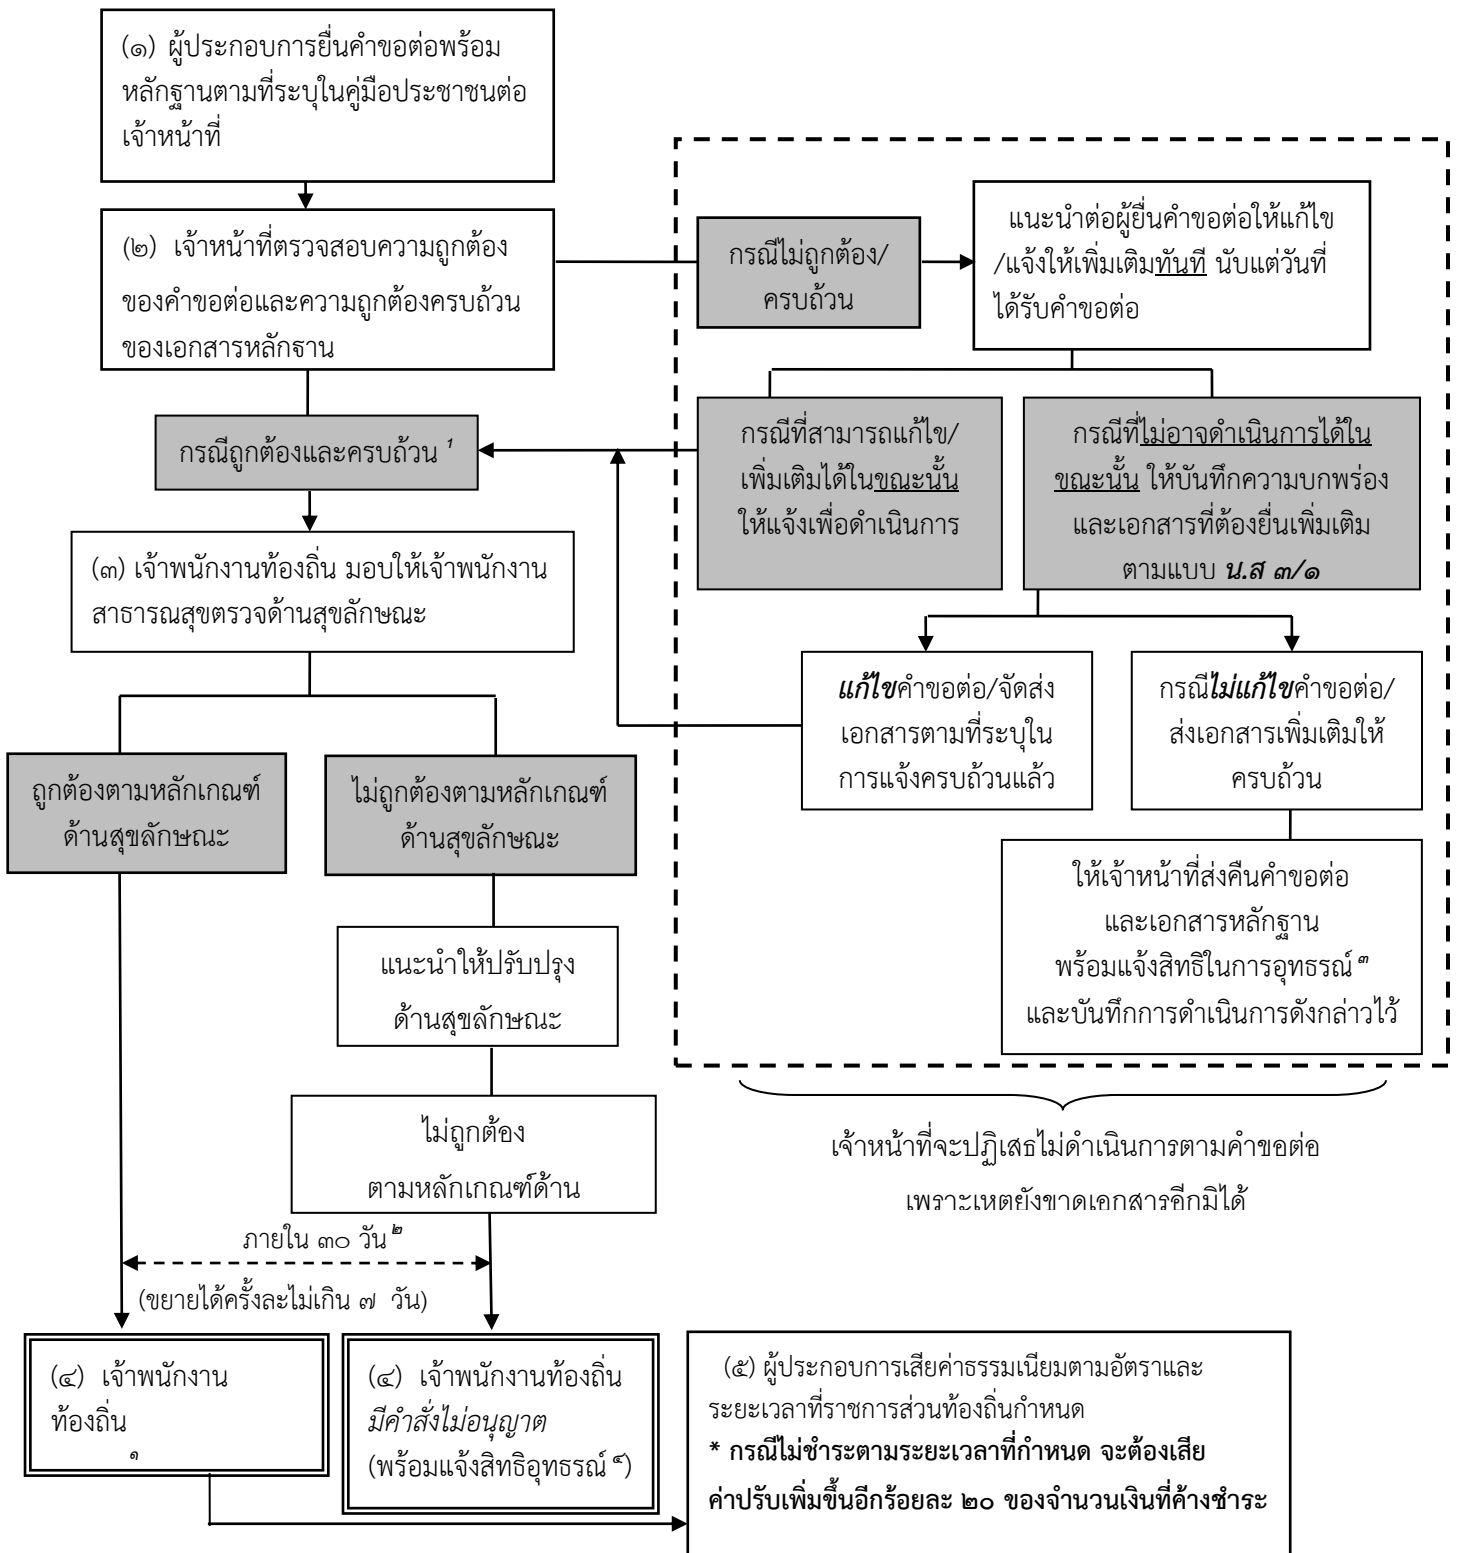 (๑) ผู้ประกอบการยื่นคำขอต่อพร้อม
หลักฐานตามที่ระบุในคู่มือประชาชนต่อ
เจ้าหน้าที่
(๒) เจ้าหน้าที่ตรวจสอบความถูกต้อง
ของคำขอต่อและความถูกต้องครบถ้วน
ของเอกสารหลักฐาน
กรณีไม่ถูกต้อง/
ครบถ้วน
แนะนำต่อผู้ยื่นคำขอต่อให้แก้ไข
/แจ้งให้เพิ่มเติมทันที นับแต่วันที่
ได้รับคำขอต่อ
กรณีถูกต้องและครบถ้วน ¹
กรณีที่สามารถแก้ไข/
เพิ่มเติมได้ในขณะนั้น
ให้แจ้งเพื่อดำเนินการ
กรณีที่ไม่อาจดำเนินการได้ใน
ขณะนั้น ให้บันทึกความบกพร่อง
และเอกสารที่ต้องยื่นเพิ่มเติม
ตามแบบ น.ส ๓/๑
(๓) เจ้าพนักงานท้องถิ่น มอบให้เจ้าพนักงาน
สาธารณสุขตรวจด้านสุขลักษณะ
แก้ไขคำขอต่อ/จัดส่ง
เอกสารตามที่ระบุใน
การแจ้งครบถ้วนแล้ว
กรณีไม่แก้ไขคำขอต่อ/
ส่งเอกสารเพิ่มเติมให้
ครบถ้วน
ถูกต้องตามหลักเกณฑ์
ด้านสุขลักษณะ
ไม่ถูกต้องตามหลักเกณฑ์
ด้านสุขลักษณะ
ให้เจ้าหน้าที่ส่งคืนคำขอต่อ
และเอกสารหลักฐาน
พร้อมแจ้งสิทธิในการอุทธรณ์ ๓
และบันทึกการดำเนินการดังกล่าวไว้
แนะนำให้ปรับปรุง
ด้านสุขลักษณะ
ไม่ถูกต้อง
ตามหลักเกณฑ์ด้าน
เจ้าหน้าที่จะปฏิเสธไม่ดำเนินการตามคำขอต่อ
เพราะเหตุยังขาดเอกสารอีกมิได้
ภายใน ๓๐ วัน ๒
(ขยายได้ครั้งละไม่เกิน ๗ วัน)
(๔) เจ้าพนักงาน
ท้องถิ่น
๑
(๔) เจ้าพนักงานท้องถิ่น
มีคำสั่งไม่อนุญาต
(พร้อมแจ้งสิทธิอุทธรณ์ ๔)
(๕) ผู้ประกอบการเสียค่าธรรมเนียมตามอัตราและ
ระยะเวลาที่ราชการส่วนท้องถิ่นกำหนด
* กรณีไม่ชำระตามระยะเวลาที่กำหนด จะต้องเสีย
ค่าปรับเพิ่มขึ้นอีกร้อยละ ๒๐ ของจำนวนเงินที่ค้างชำระ